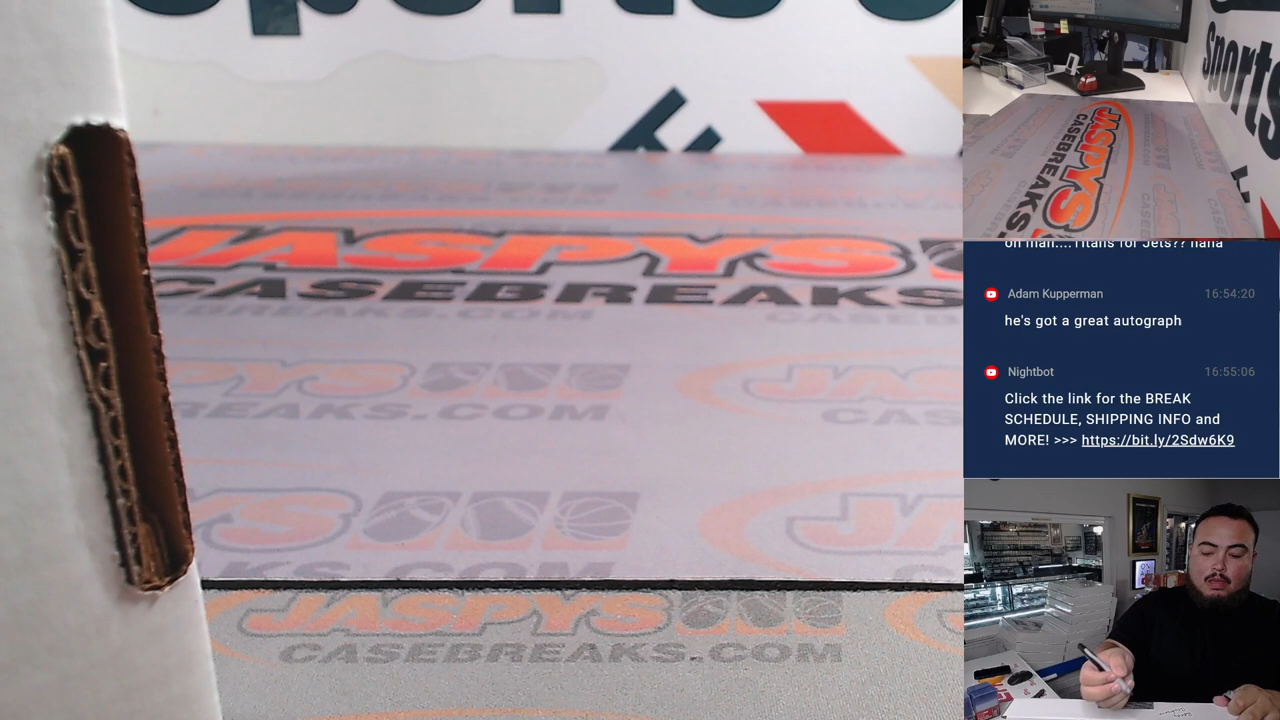 Sports
JASPYS
CASEBREAKS
JASPYS
CASEBREAKS.COM
Sports
JASPYS
CASEBREAKS.
on man....Titans for Jets?? haha
Adam Kupperman 16:54:20
he's got a great autograph
Nightbot 16:55:06
Click the link for the BREAK
SCHEDULE, SHIPPING INFO and
MORE! >>> https://bit.ly/2Sdw6K9